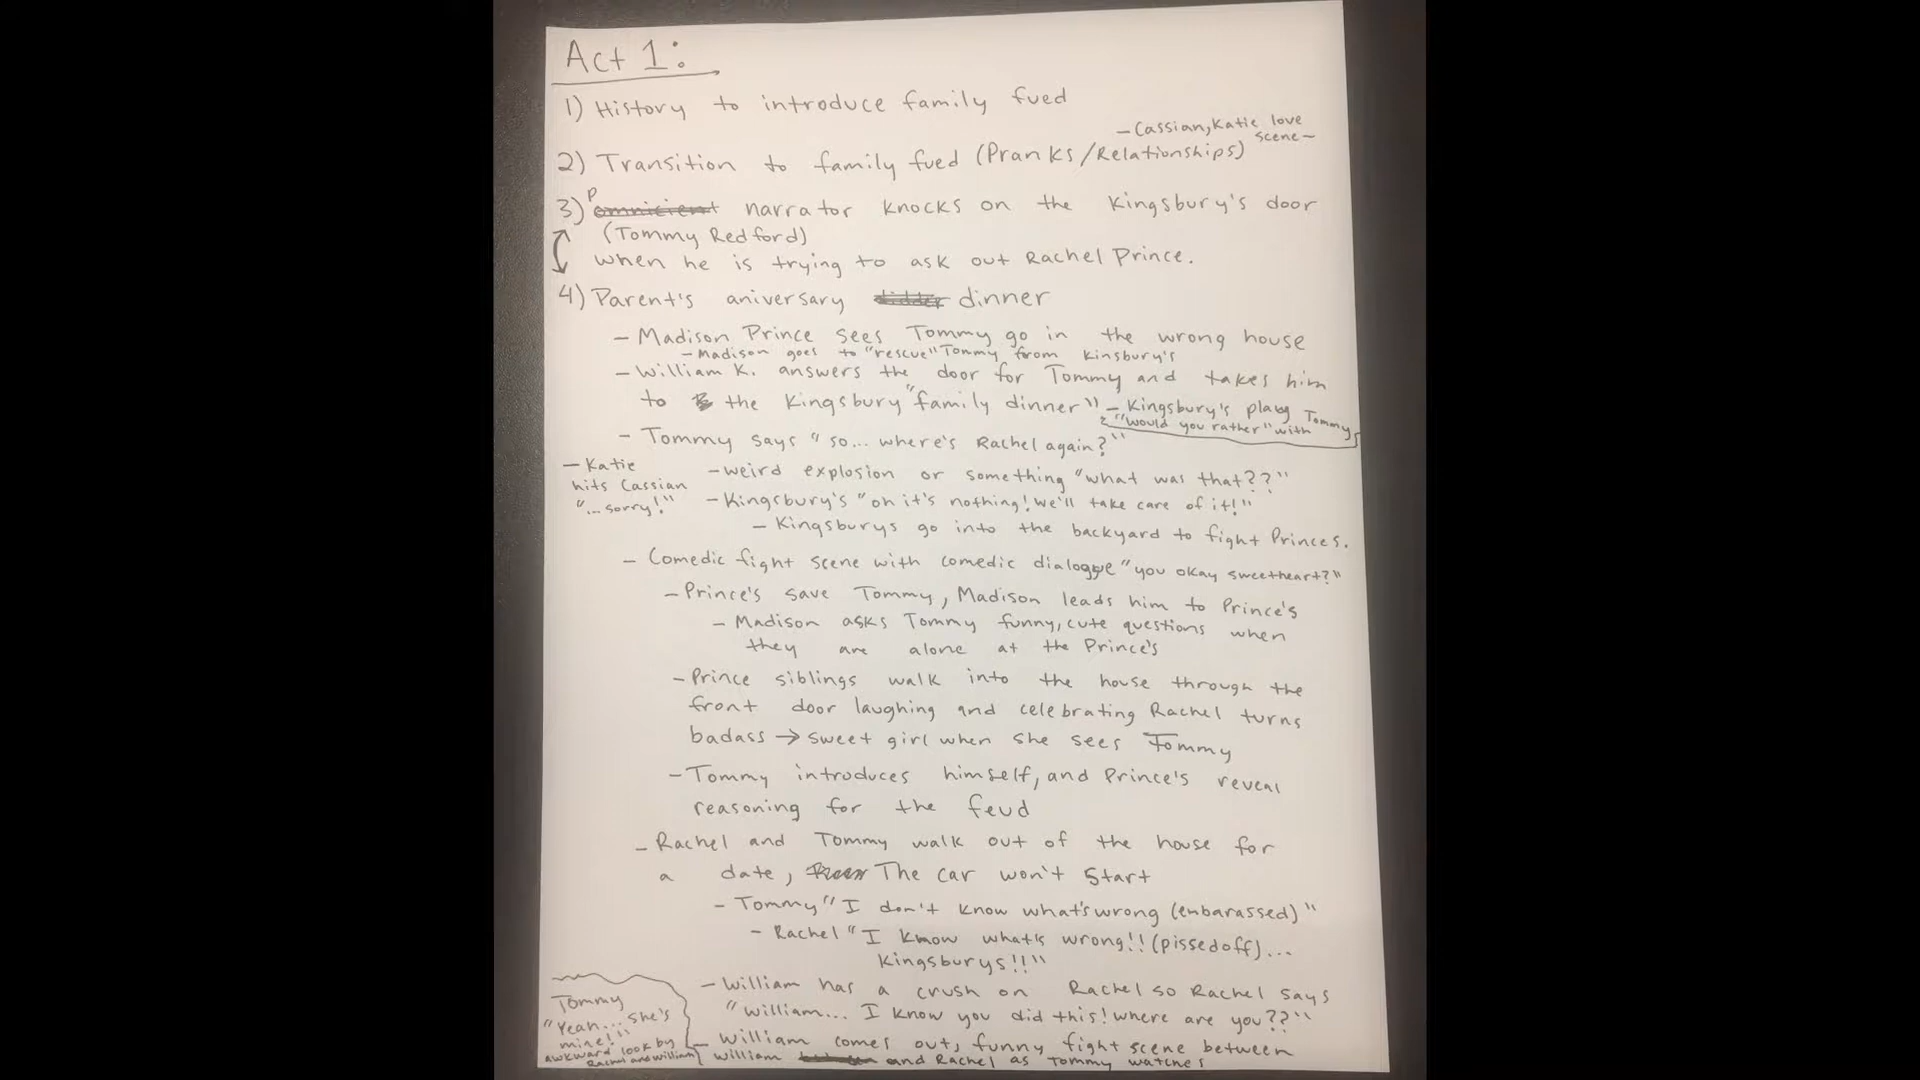 Act 1:
1) History to introduce family fued
- Cassian, Katie love
scene -
2) Transition to family fued (Pranks/Relationships)
3) P omnicient narrator knocks on the Kingsbury's door
(Tommy Redford)
when he is trying to ask out Rachel Prince.
4) Parent's aniversary dinner
- Madison Prince sees Tommy go in the wrong house
- Madison goes to "rescue" Tommy from Kinsbury's
- William K. answers the door for Tommy and takes him
to the Kingsbury "family dinner" - Kingsbury's play Tommy
"would you rather" with
- Tommy says "so... where's Rachel again?"
- Katie
hits Cassian
"...sorry!"
- weird explosion or something "what was that??"
- Kingsbury's "oh it's nothing! we'll take care of it!"
- Kingsburys go into the backyard to fight Princes.
- Comedic fight scene with comedic dialogue "you okay sweetheart?"
- Prince's save Tommy, Madison leads him to Prince's
- Madison asks Tommy funny, cute questions when
they are alone at the Prince's
- Prince siblings walk into the house through the
front door laughing and celebrating Rachel turns
badass → sweet girl when she sees Tommy
- Tommy introduces himself, and Prince's reveal
reasoning for the feud
- Rachel and Tommy walk out of the house for
a date, The car won't start
- Tommy "I don't know what's wrong (embarassed)"
- Rachel "I know what's wrong!! (pissed off)...
Kingsburys!!"
- William has a crush on Rachel so Rachel says
"William... I know you did this! where are you??"
- William comes out, funny fight scene between
William and Rachel as Tommy watches
Tommy
"Yeah... she's
mine!"
awkward look by
Rachel and William